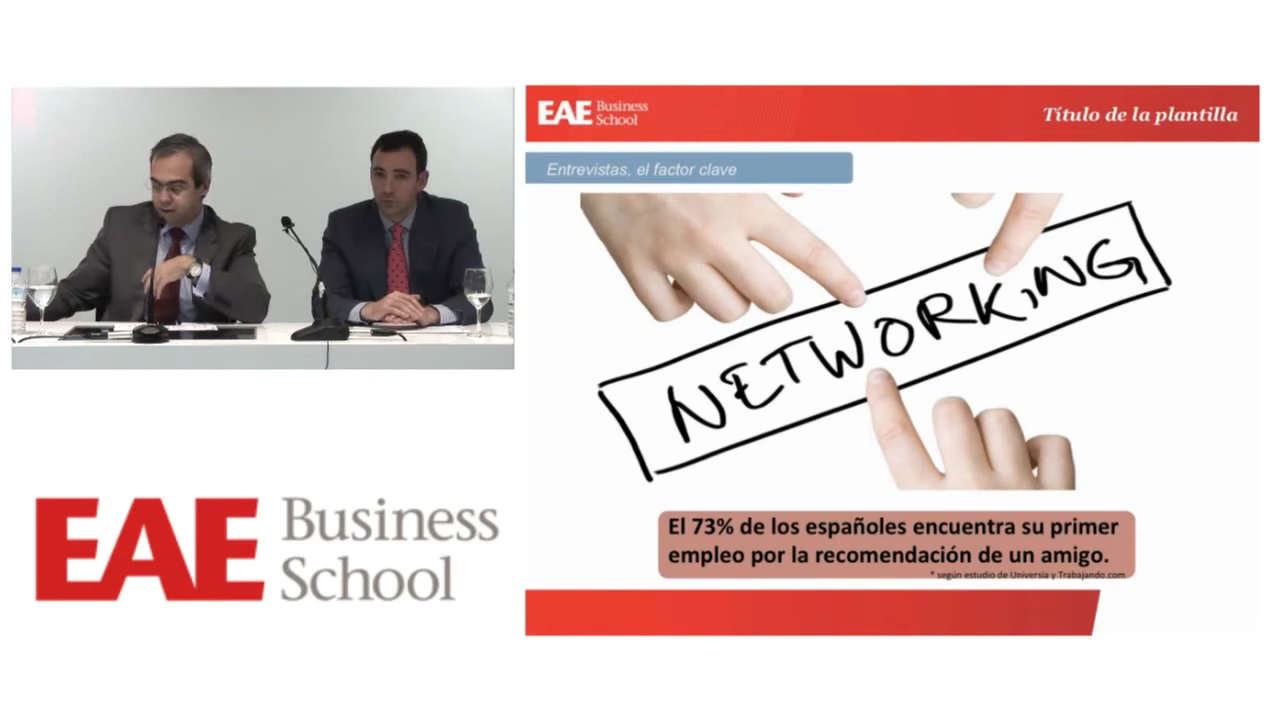 EAE Business
School
Título de la plantilla
Entrevistas, el factor clave
NETWORKING
El 73% de los españoles encuentra su primer
empleo por la recomendación de un amigo.
* según estudio de Universia y Trabajando.com
EAE Business
School